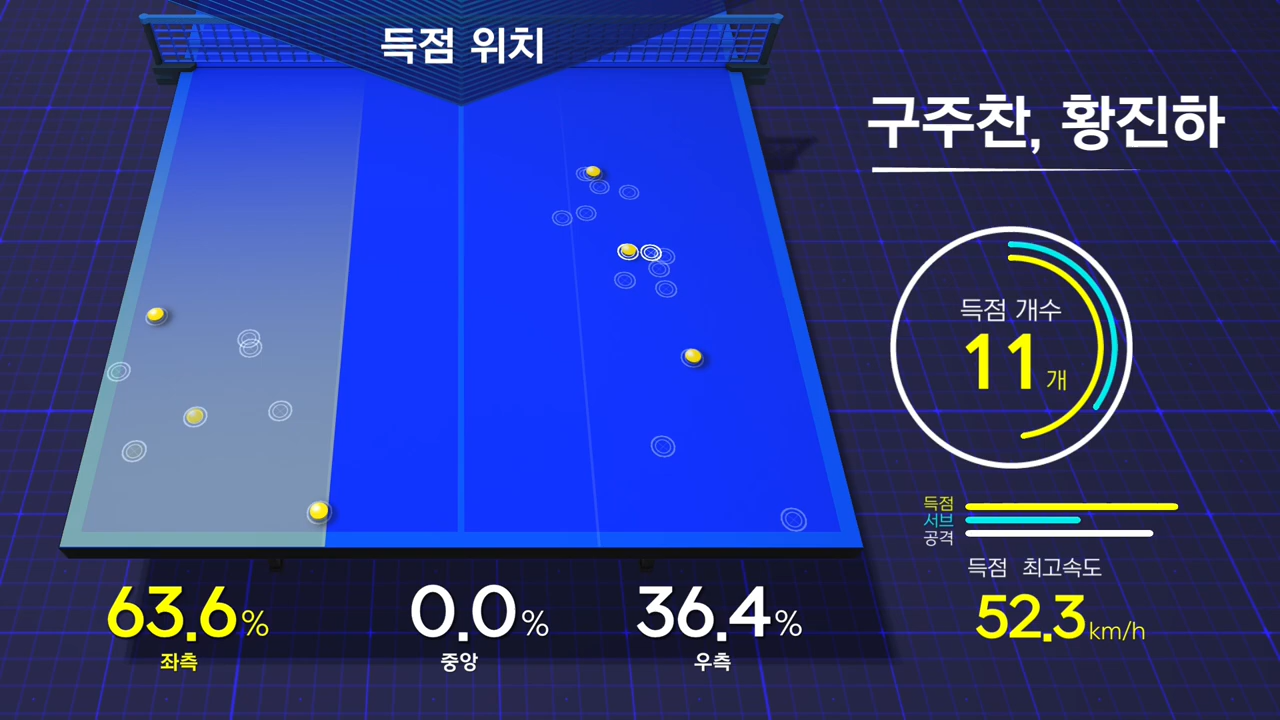 득점 위치
구주찬, 황진하
득점 개수
11개
득점
서브
공격
득점 최고속도
52.3km/h
63.6%
좌측
0.0%
중앙
36.4%
우측